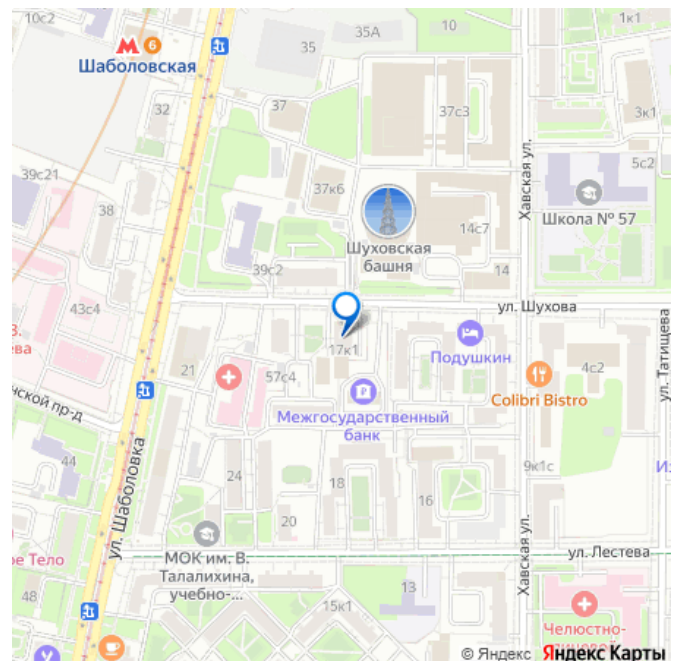 10с2
10
1к1
35А
35
6
Шаболовская
32
37
37с3
3к1
Хавская ул.
5с2
39с21
37к6
Школа № 57
38
14с7
Шуховская
башня
39с2
14
43с4
ул. Шухова
17к1
Подушкин
21
57с4
4с2
ул. Татищева
Colibri Bistro
Межгосударственный
банк
44
ул. Шаболовка
24
18
16
9к1с
20
ул. Лестева
МОК им. В.
Талалихина,
учебно-...
Хавская ул.
48
13
15к1
Челюстно-
© Яндекс Яндекс Карты